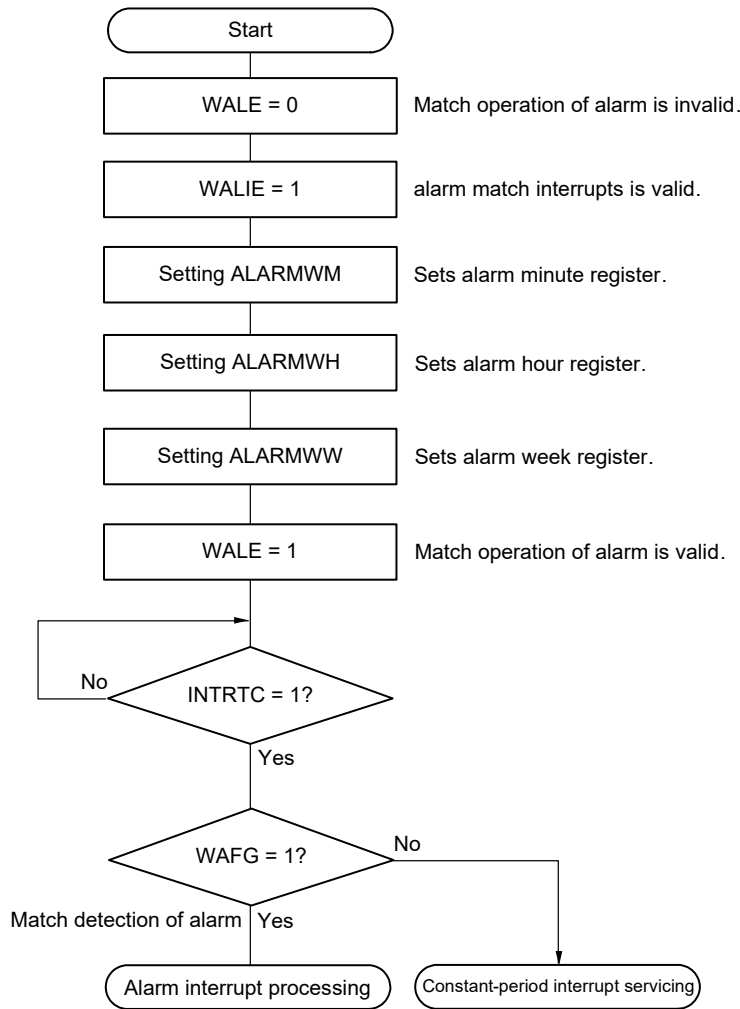 Start
WALE = 0
Match operation of alarm is invalid.
WALIE = 1
alarm match interrupts is valid.
Setting ALARMWM
Sets alarm minute register.
Setting ALARMWH
Sets alarm hour register.
Setting ALARMWW
Sets alarm week register.
WALE = 1
Match operation of alarm is valid.
No
INTRTC = 1?
Yes
WAFG = 1?
No
Match detection of alarm
Yes
Alarm interrupt processing
Constant-period interrupt servicing